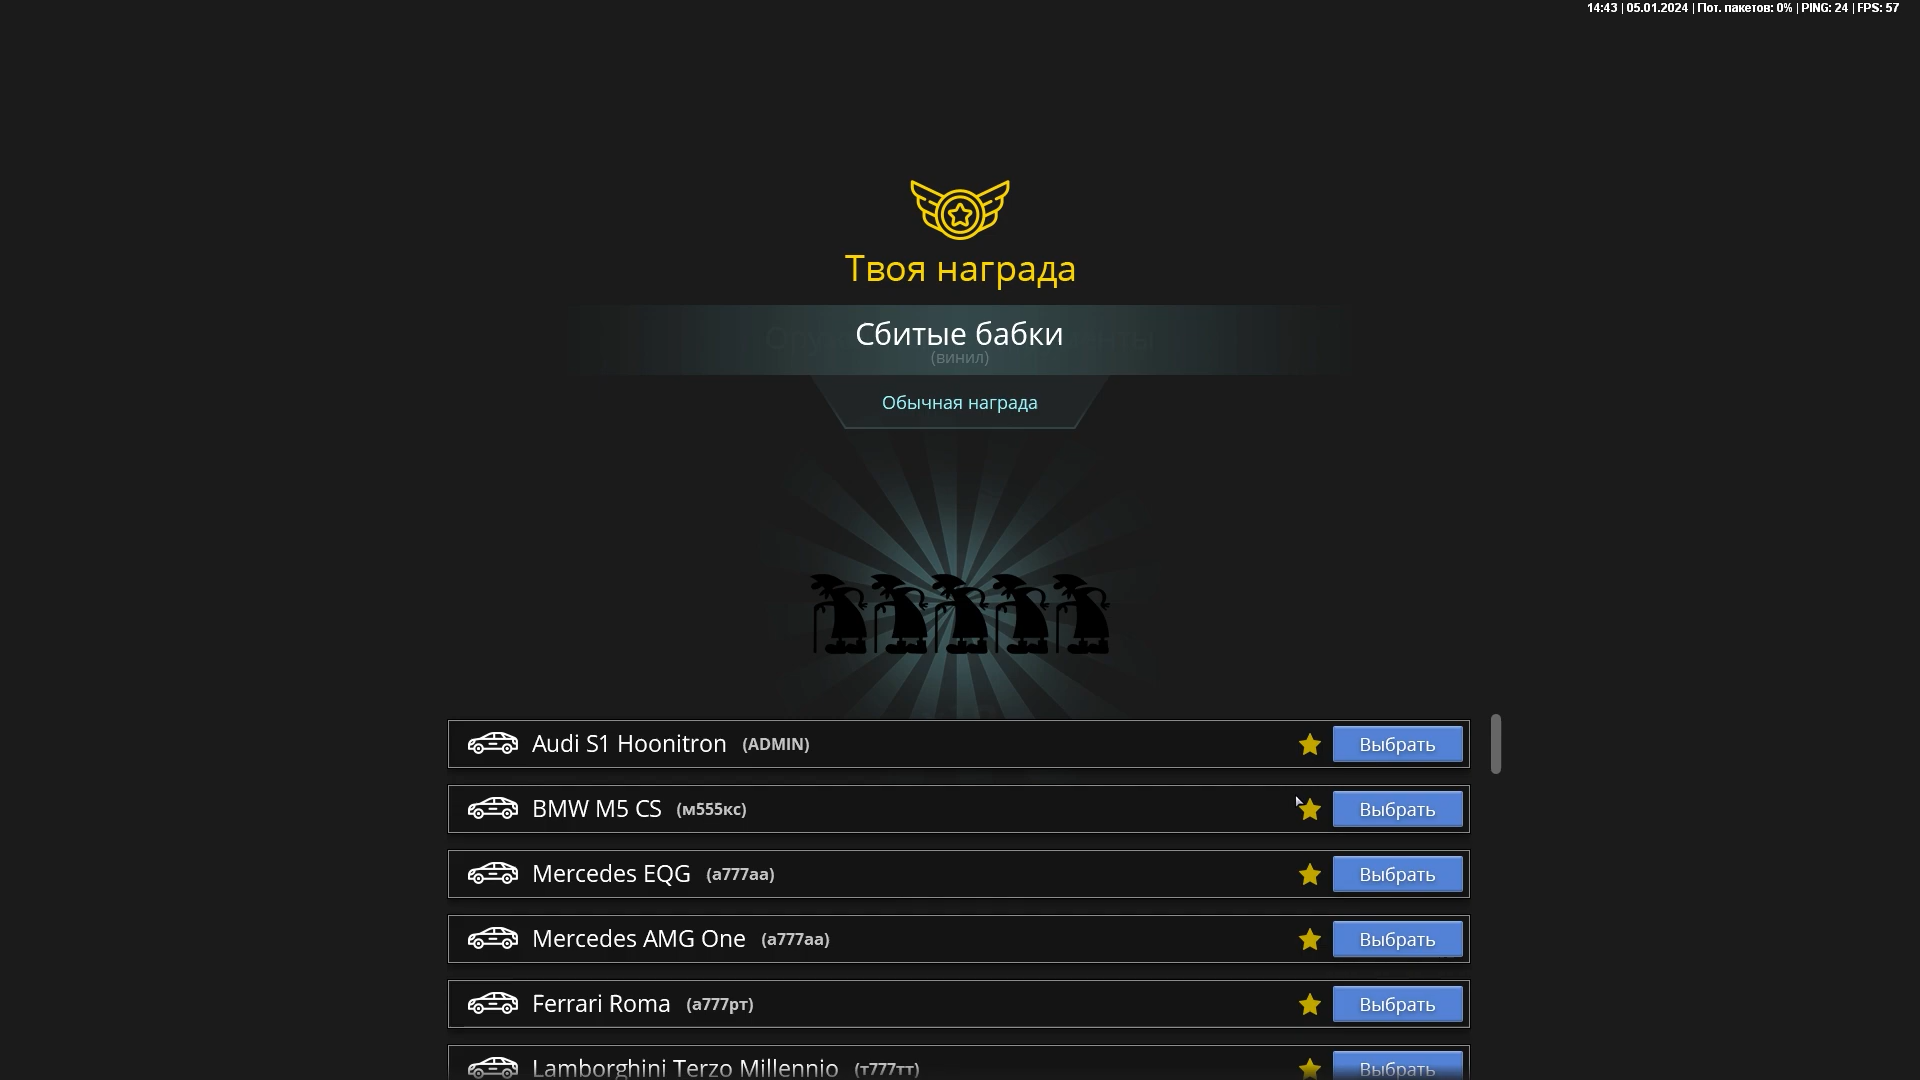 14:43 | 05.01.2024 | Пот. пакетов: 0% | PING: 24 | FPS: 57
Твоя награда
Сбитые бабки
(винил)
Обычная награда
Audi S1 Hoonitron (ADMIN) Выбрать
BMW M5 CS (м555кс) Выбрать
Mercedes EQG (а777аа) Выбрать
Mercedes AMG One (а777аа) Выбрать
Ferrari Roma (а777рт) Выбрать
Lamborghini Terzo Millennio (т777тт) Выбрать